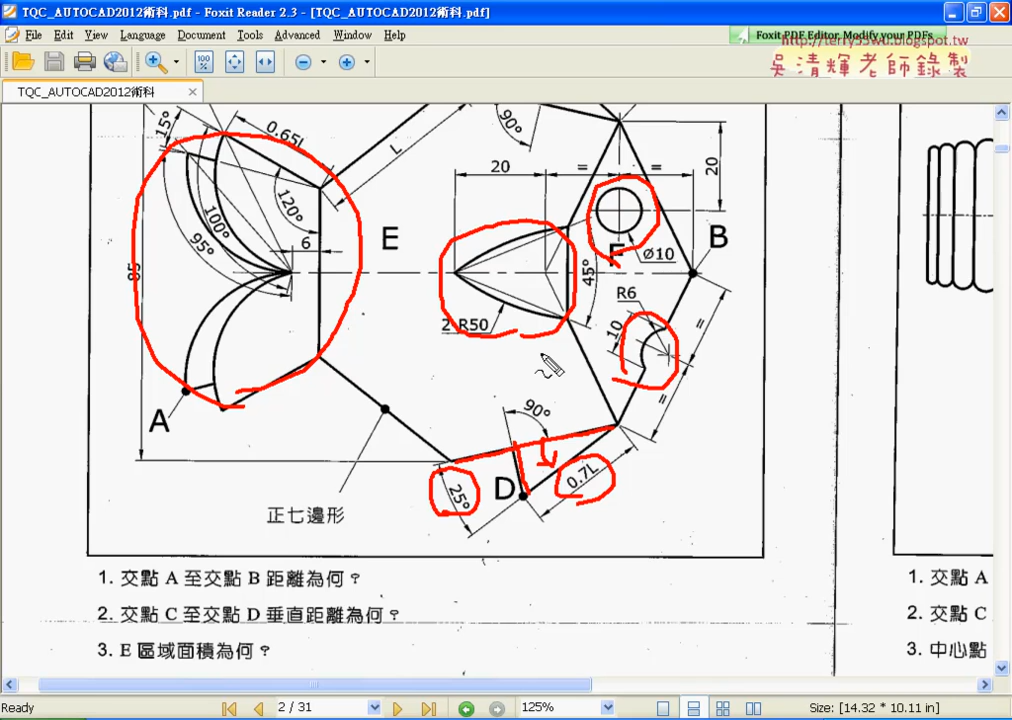 TQC_AUTOCAD2012術科.pdf - Foxit Reader 2.3 - [TQC_AUTOCAD2012術科.pdf]
File Edit View Language Document Tools Advanced Window Help
Foxit PDF Editor. Modify your PDFs
http://terry55wu.blogspot.tw
吳清輝老師錄製
TQC_AUTOCAD2012術科
15°
0.65L
L
90°
20
=
=
20
120°
100°
95°
6
E
85
B
F
Ø10
45°
R6
2 R50
10
=
=
A
90°
25°
D
0.7L
正七邊形
1. 交點 A 至交點 B 距離為何？
2. 交點 C 至交點 D 垂直距離為何？
3. E 區域面積為何？
1. 交點 A
2. 交點 C
3. 中心點
Ready
2 / 31
125%
Size: [14.32 * 10.11 in]